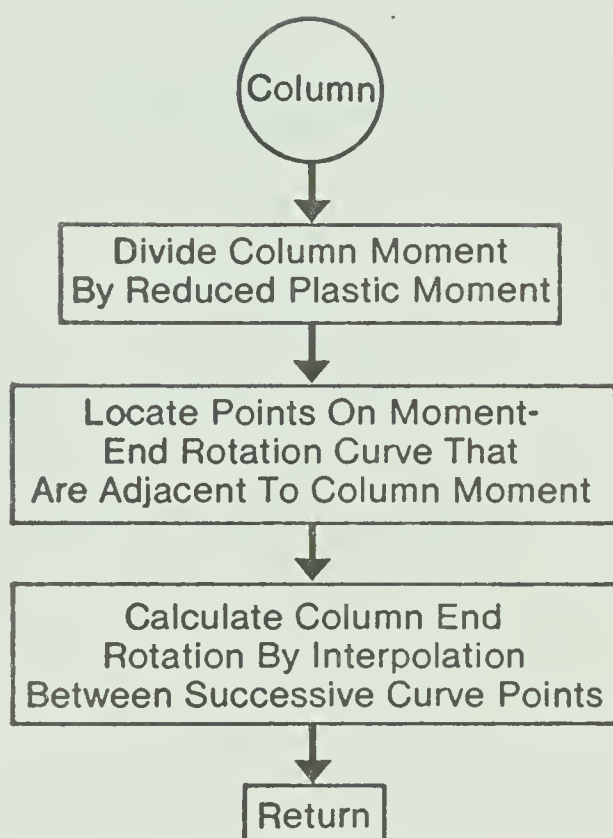 Column
Divide Column Moment
By Reduced Plastic Moment
Locate Points On Moment-
End Rotation Curve That
Are Adjacent To Column Moment
Calculate Column End
Rotation By Interpolation
Between Successive Curve Points
Return